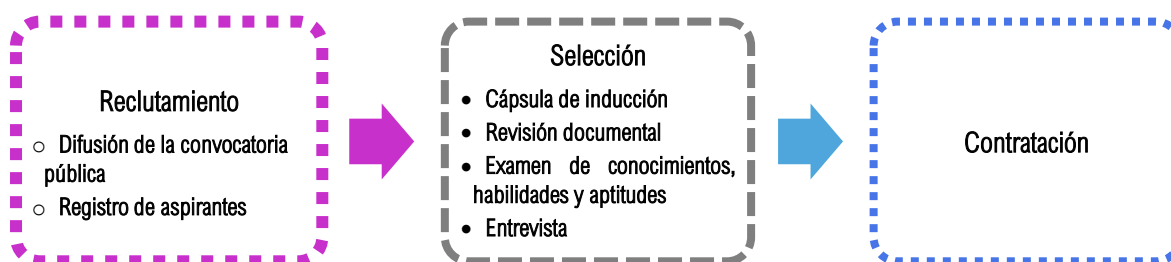 Reclutamiento
○ Difusión de la convocatoria
pública
○ Registro de aspirantes
Selección
• Cápsula de inducción
• Revisión documental
• Examen de conocimientos,
habilidades y aptitudes
• Entrevista
Contratación